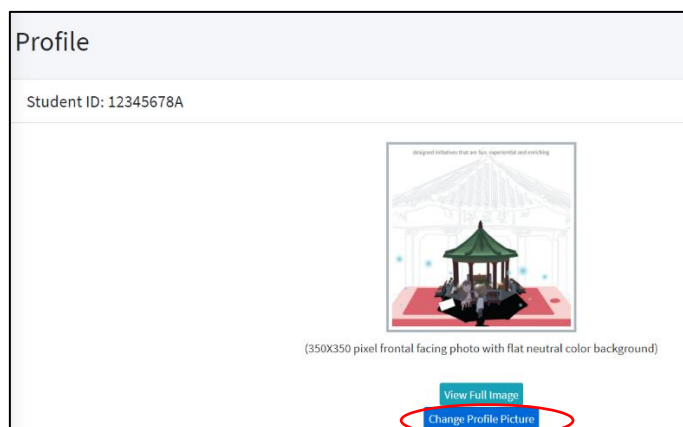 Profile
Student ID: 12345678A
designed initiatives that are fun, experiential and enriching
(350X350 pixel frontal facing photo with flat neutral color background)
View Full Image
Change Profile Picture